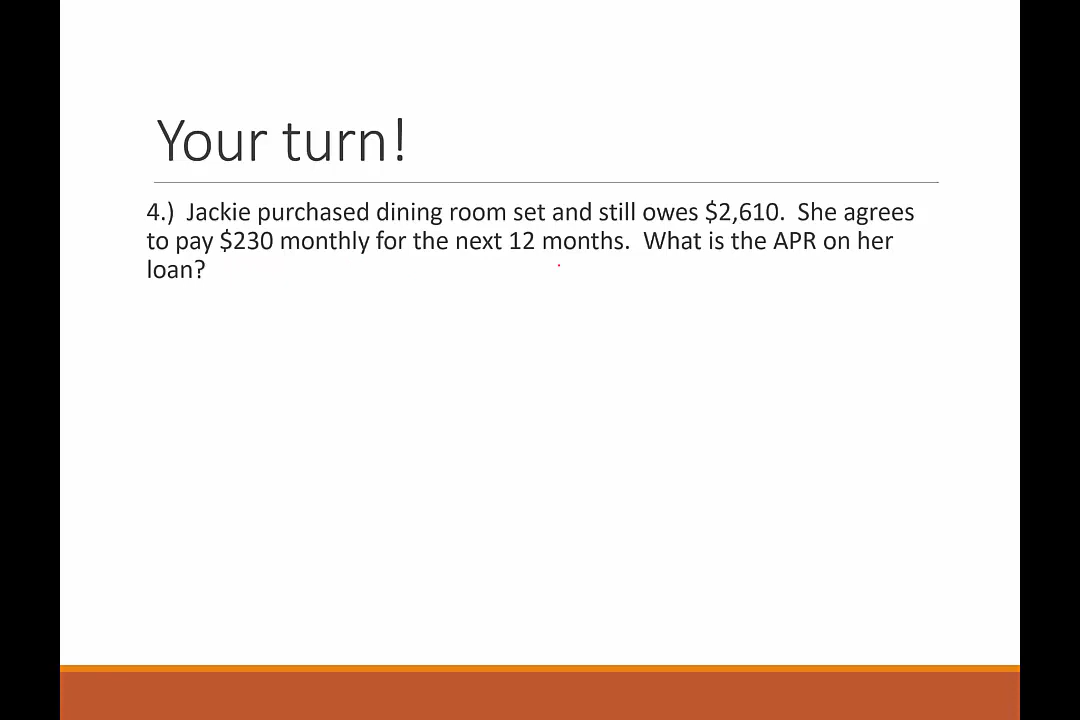 Your turn!
4.)  Jackie purchased dining room set and still owes $2,610.  She agrees
to pay $230 monthly for the next 12 months.  What is the APR on her
loan?